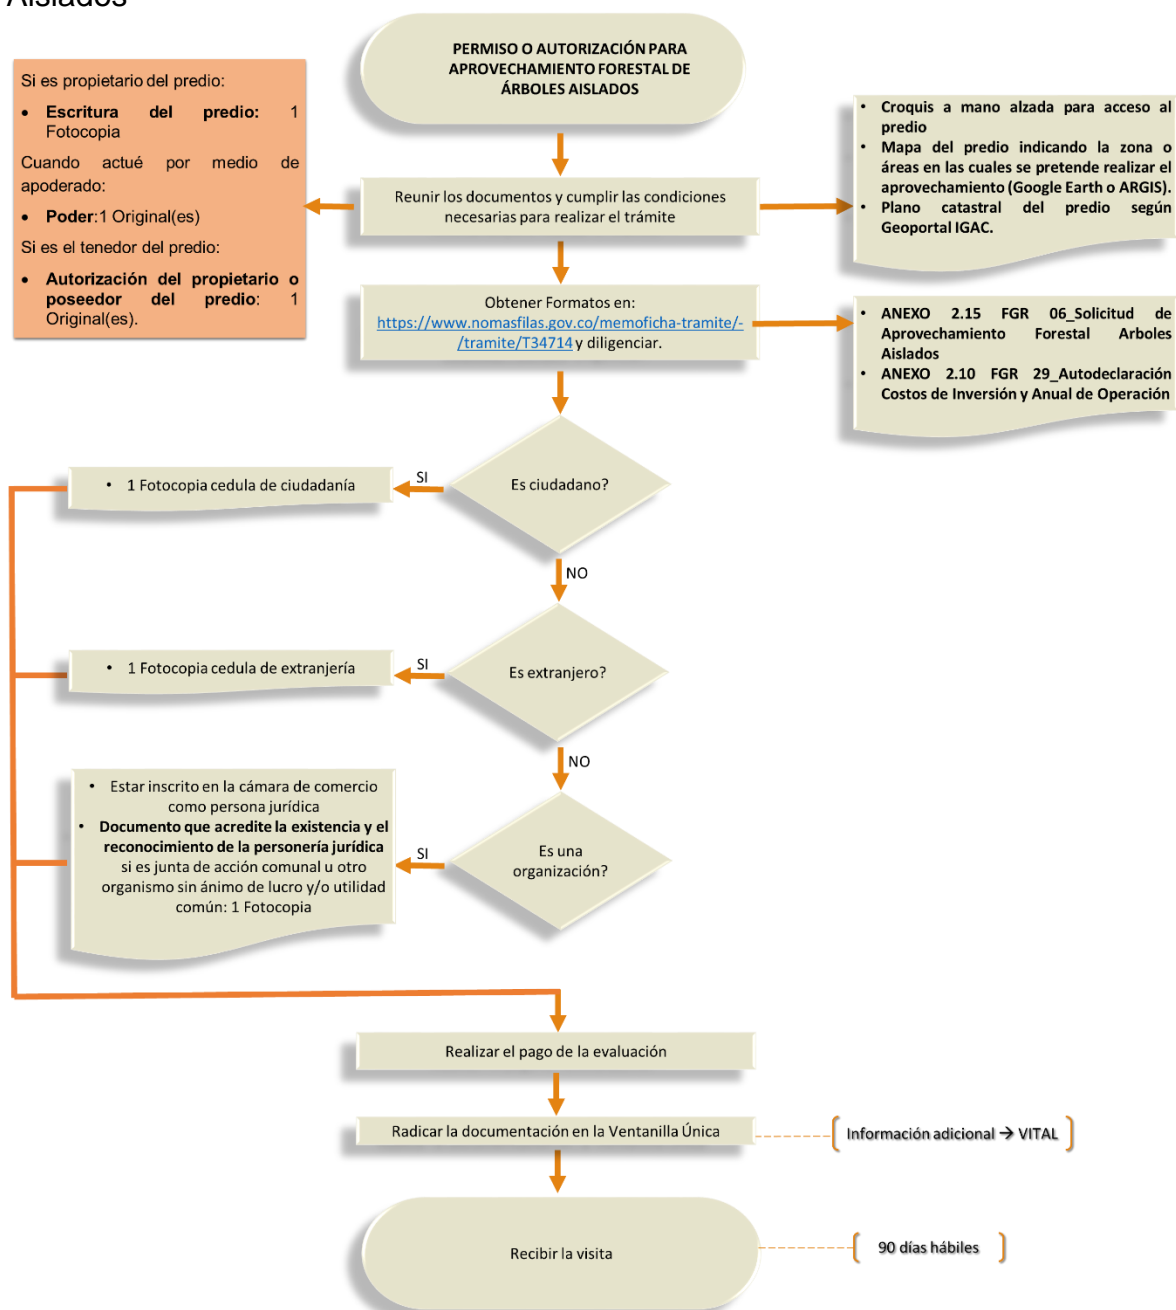 Aislados
PERMISO O AUTORIZACIÓN PARA
APROVECHAMIENTO FORESTAL DE
ÁRBOLES AISLADOS
Si es propietario del predio:
• Escritura del predio: 1
Fotocopia
Cuando actué por medio de
apoderado:
• Poder:1 Original(es)
Si es el tenedor del predio:
• Autorización del propietario o
poseedor del predio: 1
Original(es).
Reunir los documentos y cumplir las condiciones
necesarias para realizar el trámite
• Croquis a mano alzada para acceso al
predio
• Mapa del predio indicando la zona o
áreas en las cuales se pretende realizar el
aprovechamiento (Google Earth o ARGIS).
• Plano catastral del predio según
Geoportal IGAC.
Obtener Formatos en:
https://www.nomasfilas.gov.co/memoficha-tramite/-
/tramite/T34714 y diligenciar.
• ANEXO 2.15 FGR 06_Solicitud de
Aprovechamiento Forestal Arboles
Aislados
• ANEXO 2.10 FGR 29_Autodeclaración
Costos de Inversión y Anual de Operación
Es ciudadano?
SI
• 1 Fotocopia cedula de ciudadanía
NO
Es extranjero?
SI
• 1 Fotocopia cedula de extranjería
NO
Es una
organización?
SI
• Estar inscrito en la cámara de comercio
como persona jurídica
• Documento que acredite la existencia y el
reconocimiento de la personería jurídica
si es junta de acción comunal u otro
organismo sin ánimo de lucro y/o utilidad
común: 1 Fotocopia
Realizar el pago de la evaluación
Radicar la documentación en la Ventanilla Única
Información adicional → VITAL
Recibir la visita
90 días hábiles